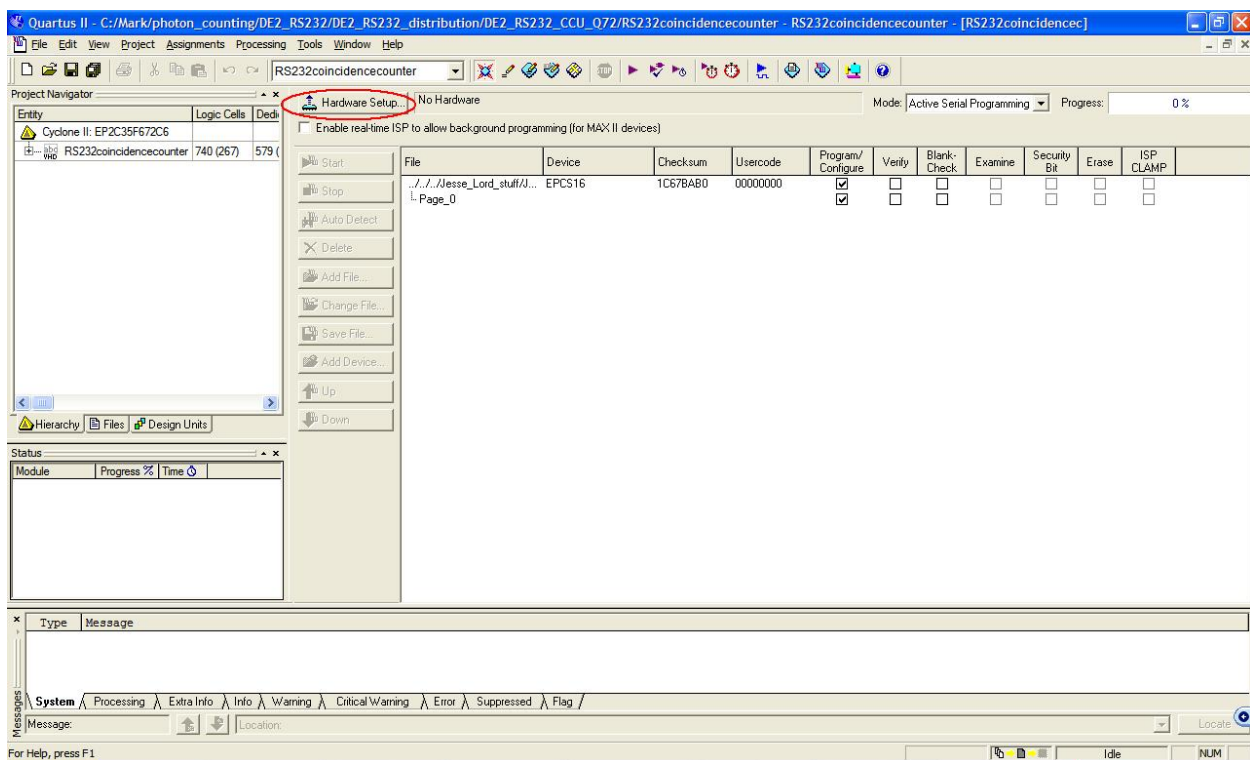 Quartus II - C:/Mark/photon_counting/DE2_RS232/DE2_RS232_distribution/DE2_RS232_CCU_Q72/RS232coincidencecounter - RS232coincidencecounter - [RS232coincidencec]
File Edit View Project Assignments Processing Tools Window Help
RS232coincidencecounter
Project Navigator
Entity Logic Cells Dedi
Cyclone II: EP2C35F672C6
RS232coincidencecounter 740 (267) 579 (
Hierarchy Files Design Units
Status
Module Progress % Time
Hardware Setup... No Hardware Mode: Active Serial Programming Progress: 0 %
Enable real-time ISP to allow background programming (for MAX II devices)
Start
Stop
Auto Detect
Delete
Add File...
Change File...
Save File...
Add Device...
Up
Down
File Device Checksum Usercode Program/ Configure Verify Blank- Check Examine Security Bit Erase ISP CLAMP
../../../Jesse_Lord_stuff/J... EPCS16 1C67BAB0 00000000
Page_0
Type Message
Messages
System Processing Extra Info Info Warning Critical Warning Error Suppressed Flag
Message: Location: Locate
For Help, press F1 Idle NUM